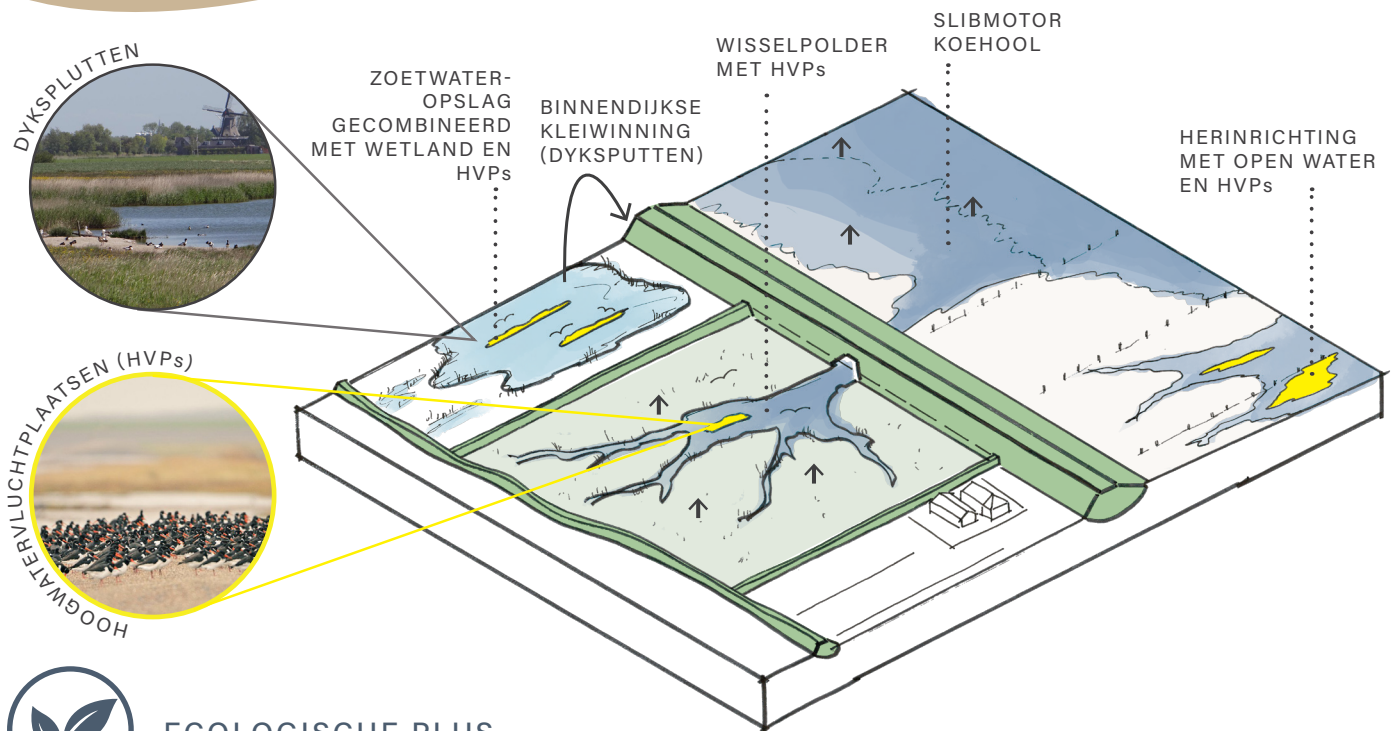 DYKSPLUTTEN
ZOETWATER-
OPSLAG
GECOMBINEERD
MET WETLAND EN
HVPs
BINNENDIJKSE
KLEIWINNING
(DYKSPUTTEN)
WISSELPOLDER
MET HVPs
SLIBMOTOR
KOEHOOL
HERINRICHTING
MET OPEN WATER
EN HVPs
HOOGWATERVLUCHTPLAATSEN (HVPs)
ECOLOGISCHE PLUS